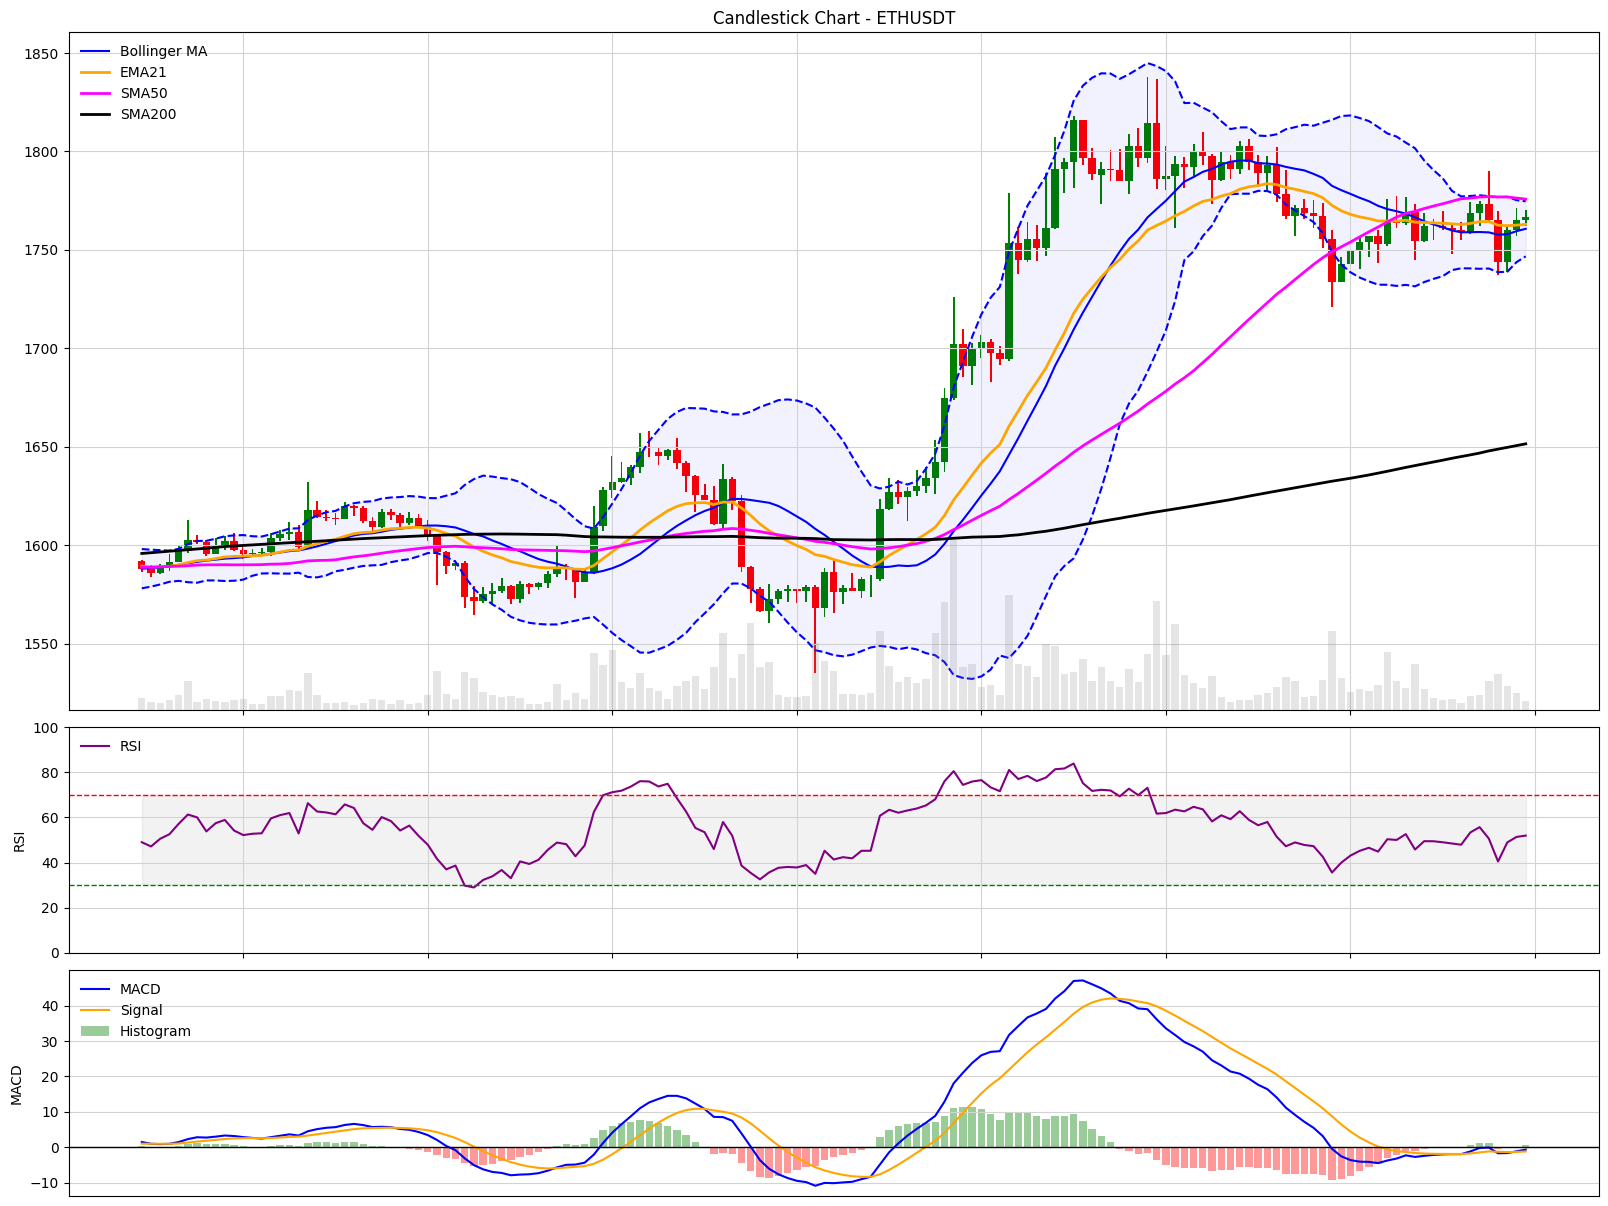 Candlestick Chart - ETHUSDT
Bollinger MA
EMA21
SMA50
SMA200
1850
1800
1750
1700
1650
1600
1550
RSI
RSI
100
80
60
40
20
0
MACD
Signal
Histogram
MACD
40
30
20
10
0
−10